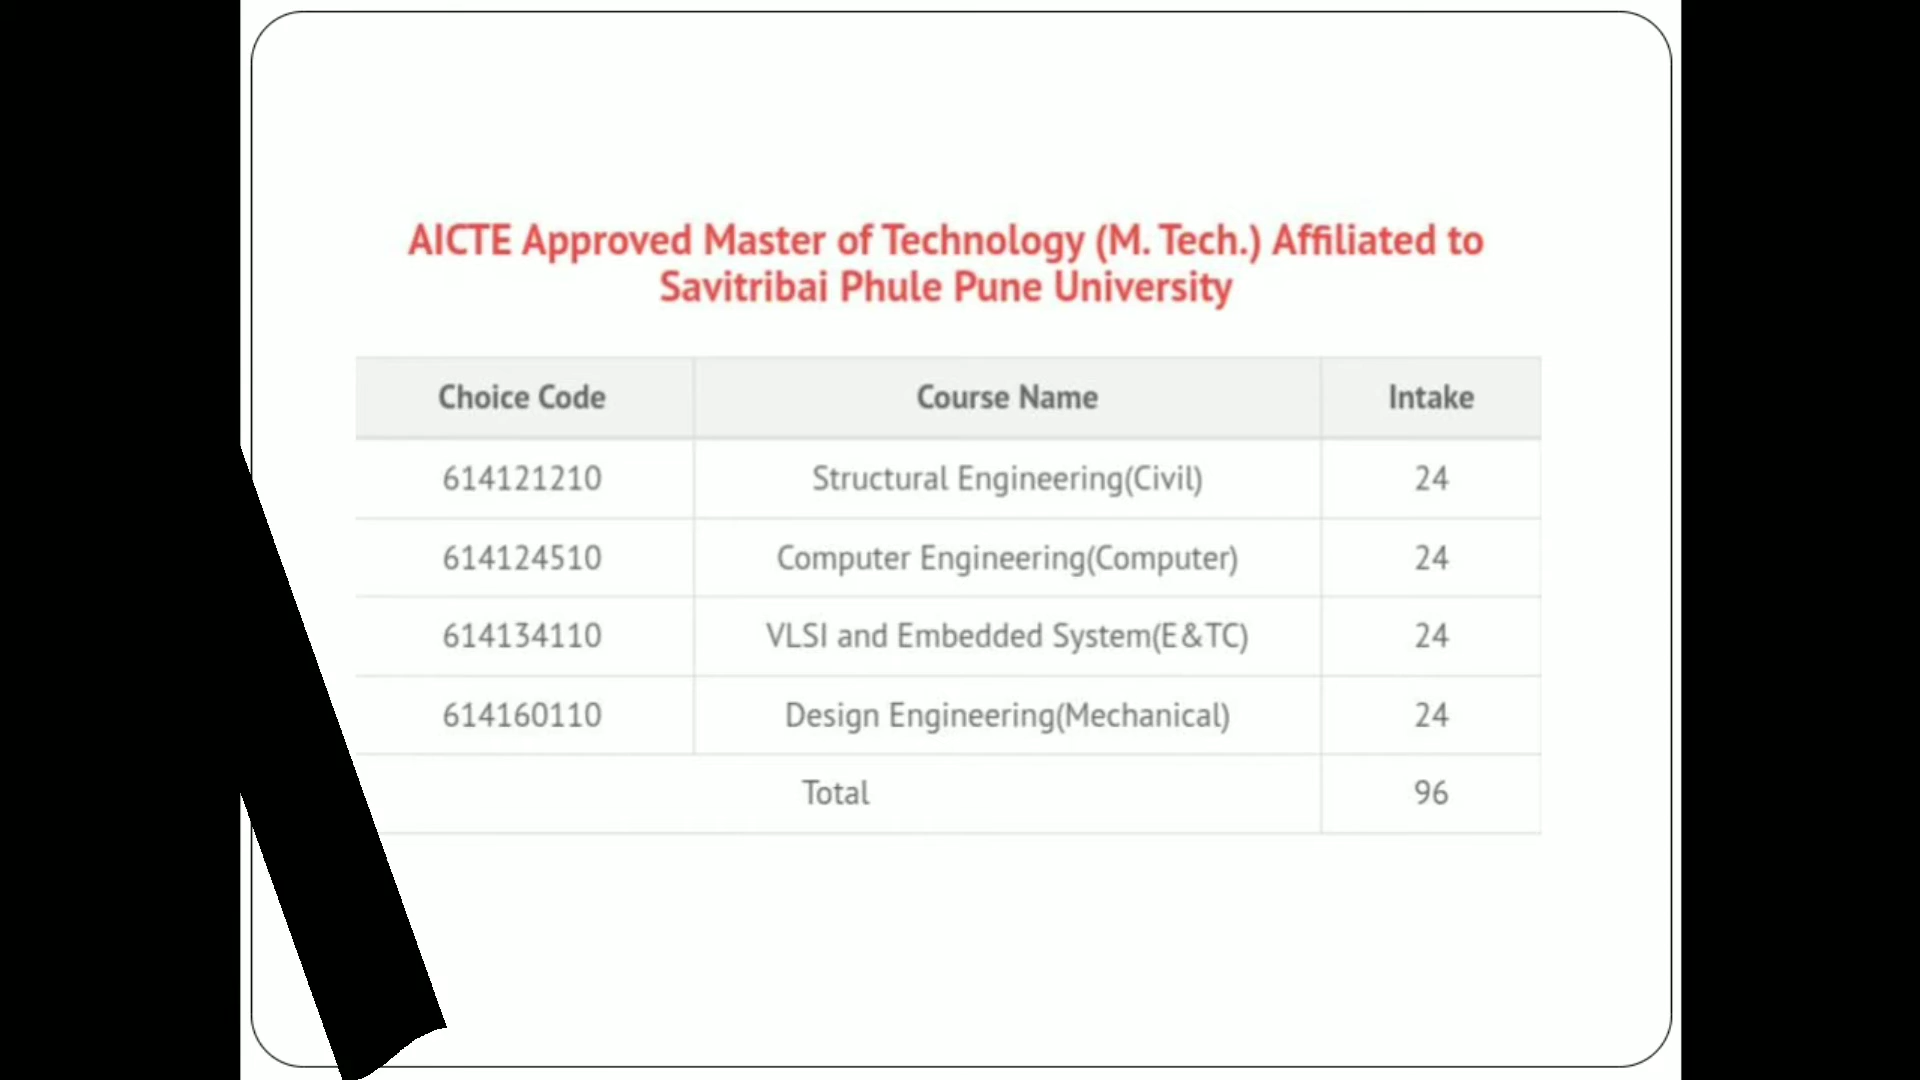 AICTE Approved Master of Technology (M. Tech.) Affiliated to
Savitribai Phule Pune University
Choice Code Course Name Intake
614121210 Structural Engineering(Civil) 24
614124510 Computer Engineering(Computer) 24
614134110 VLSI and Embedded System(E&TC) 24
614160110 Design Engineering(Mechanical) 24
Total 96